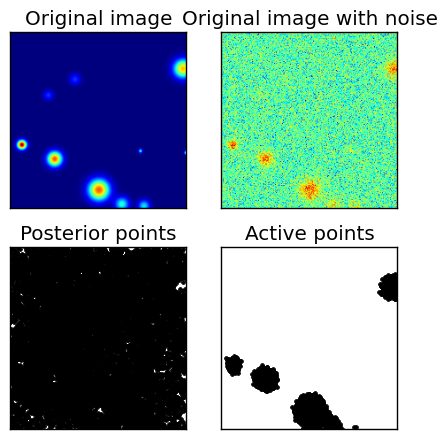 Original image
Original image with noise
Posterior points
Active points